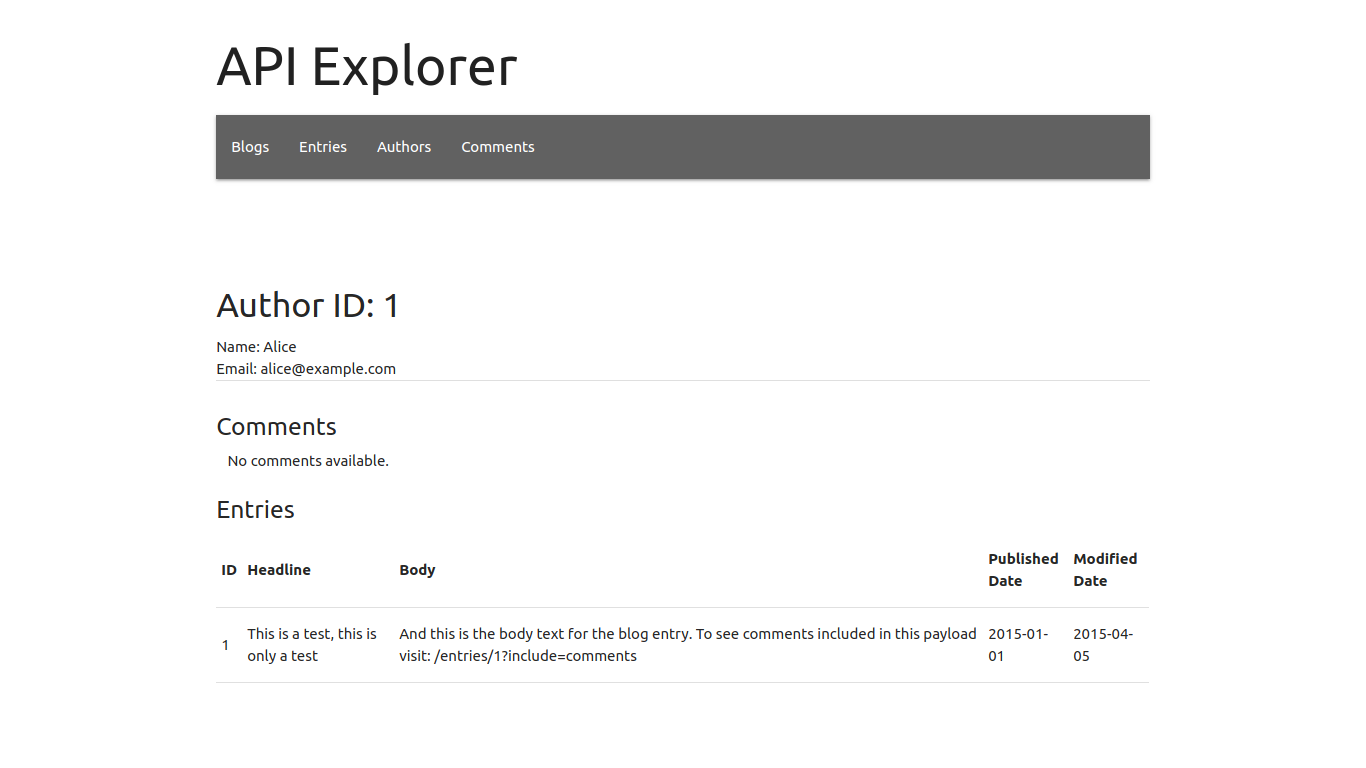 API Explorer
Blogs Entries Authors Comments
Author ID: 1
Name: Alice
Email: alice@example.com
Comments
No comments available.
Entries
ID Headline Body Published Date Modified Date
1 This is a test, this is only a test And this is the body text for the blog entry. To see comments included in this payload visit: /entries/1?include=comments 2015-01-01 2015-04-05